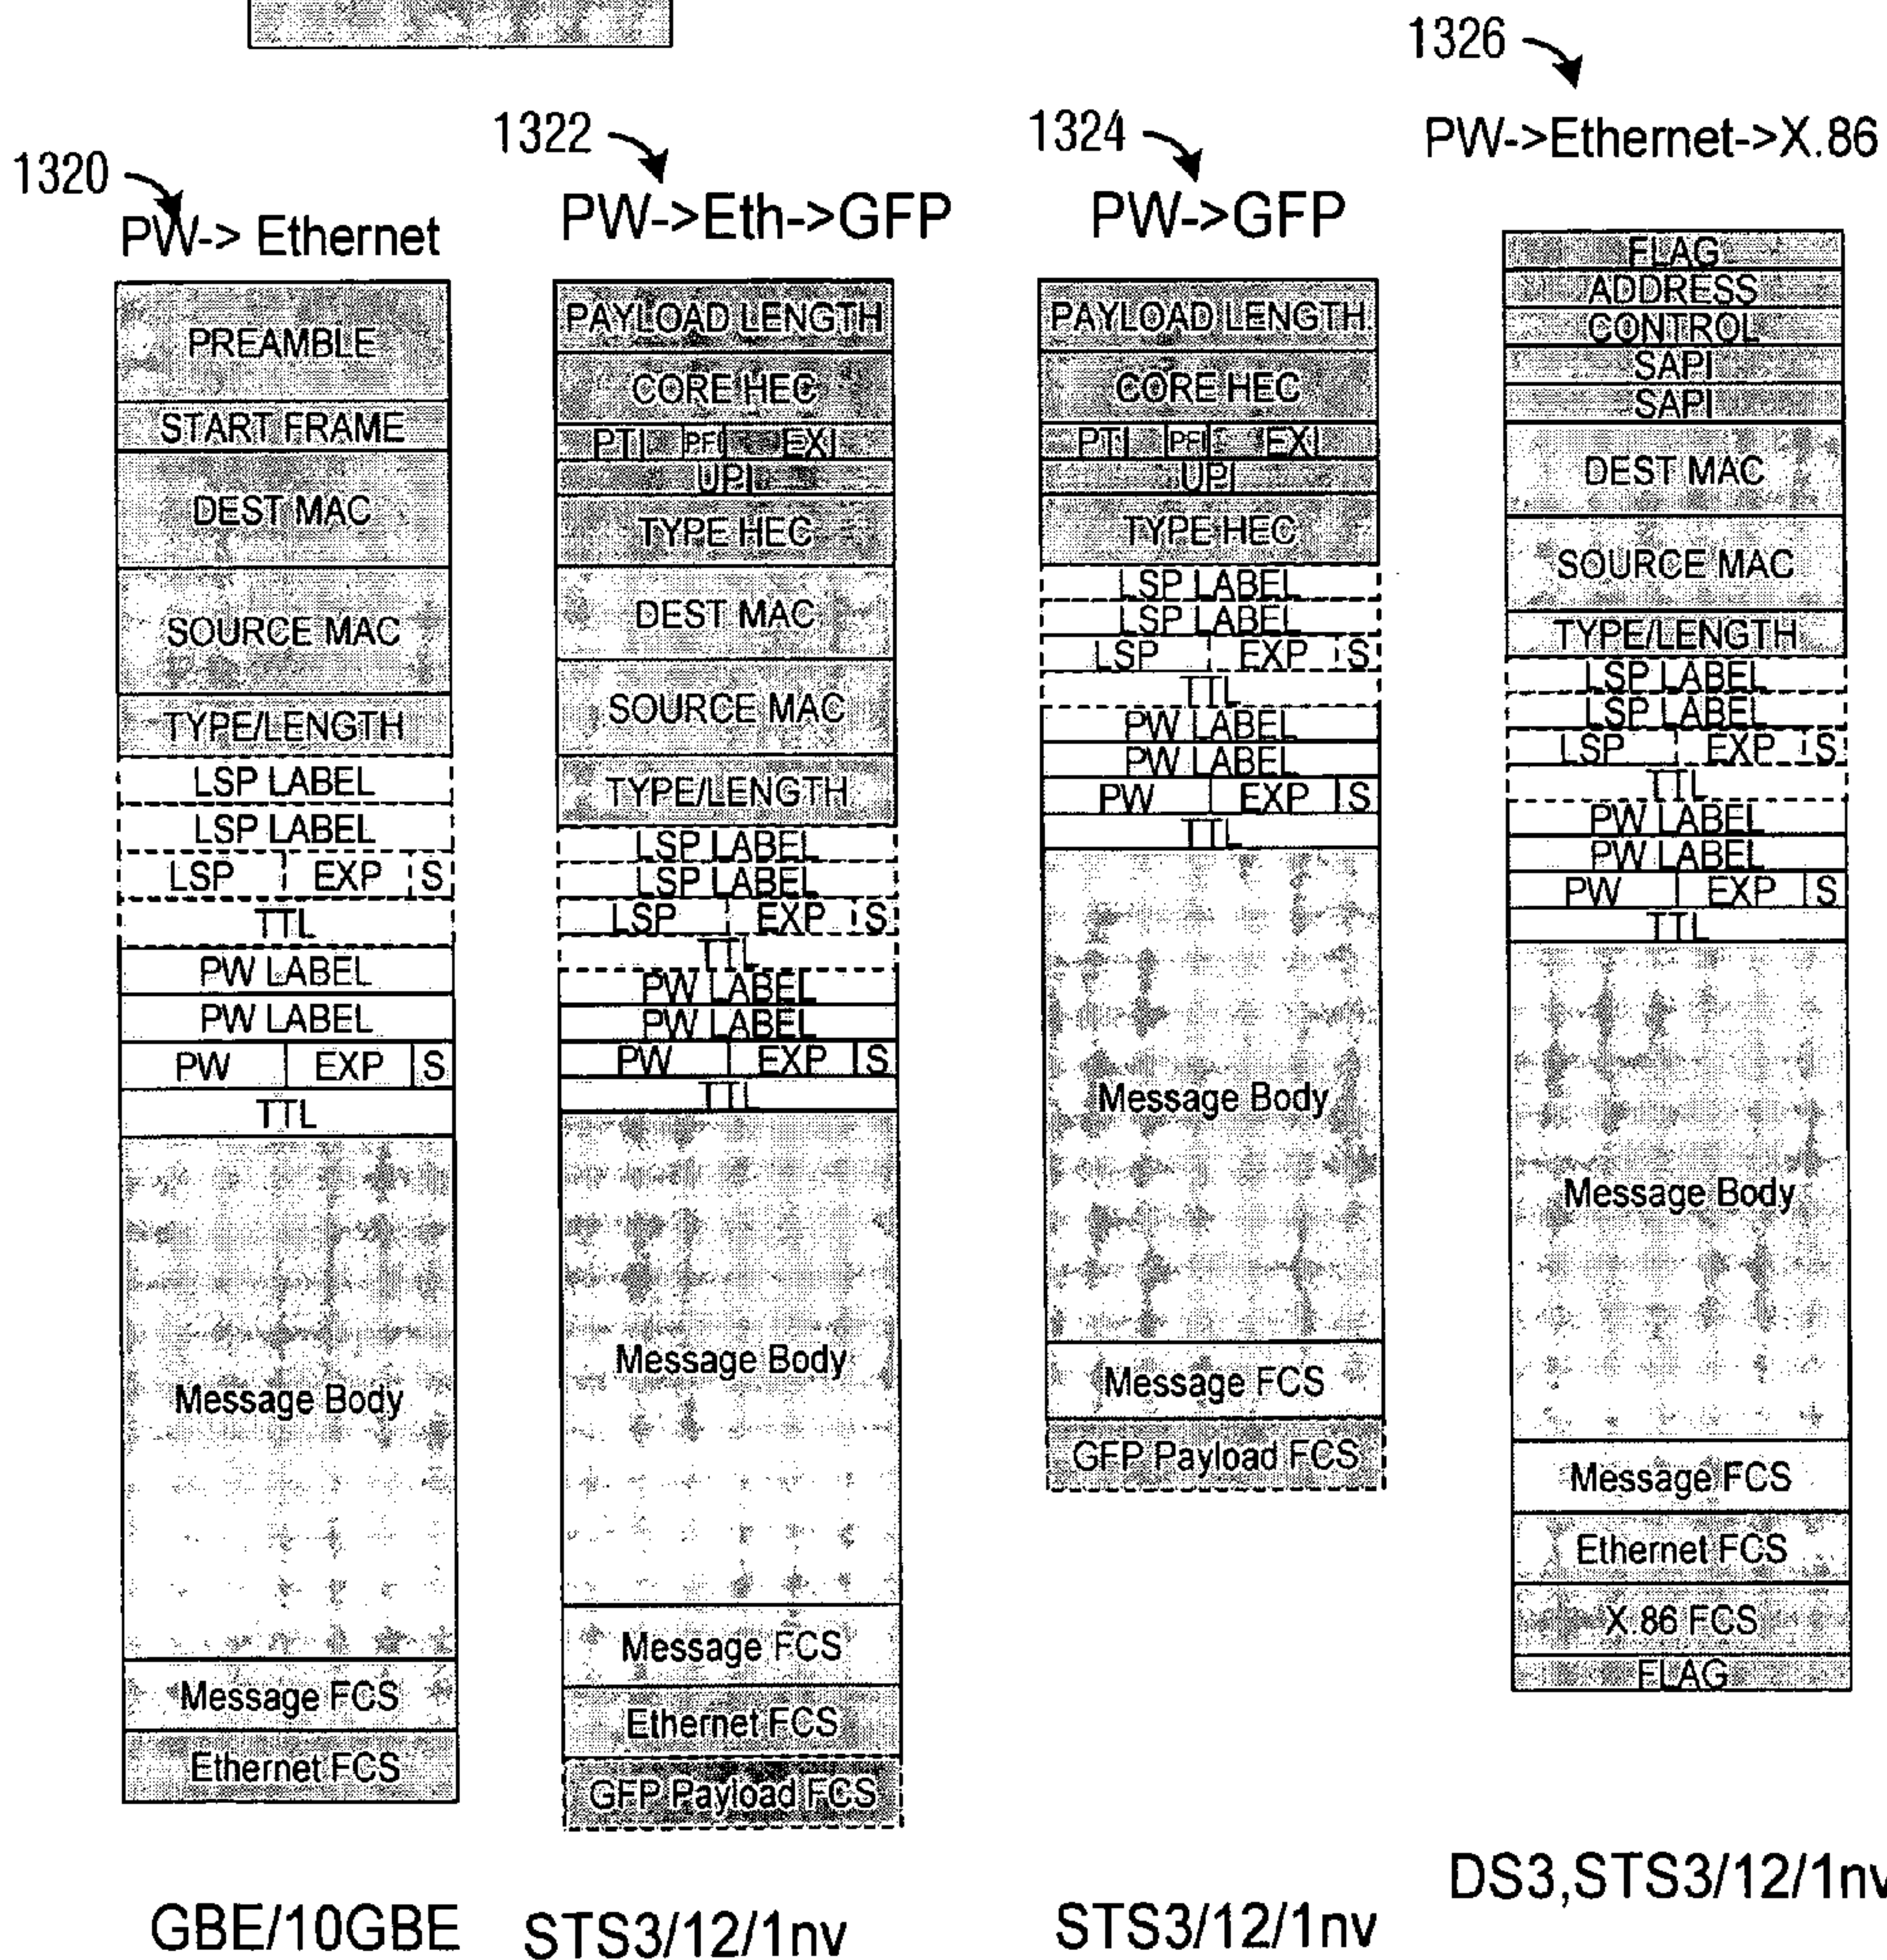 1320
PW-> Ethernet
PREAMBLE
START FRAME
DEST MAC
SOURCE MAC
TYPE/LENGTH
LSP LABEL
LSP LABEL
LSP EXP S
TTL
PW LABEL
PW LABEL
PW EXP S
TTL
Message Body
Message FCS
Ethernet FCS
GBE/10GBE
1322
PW->Eth->GFP
PAYLOAD LENGTH
CORE HEC
PTI PFI EXI
UPI
TYPE HEC
DEST MAC
SOURCE MAC
TYPE/LENGTH
LSP LABEL
LSP LABEL
LSP EXP S
TTL
PW LABEL
PW LABEL
PW EXP S
TTL
Message Body
Message FCS
Ethernet FCS
GFP Payload FCS
STS3/12/1nv
1324
PW->GFP
PAYLOAD LENGTH
CORE HEC
PTI PFI EXI
UPI
TYPE HEC
LSP LABEL
LSP LABEL
LSP EXP S
TTL
PW LABEL
PW LABEL
PW EXP S
TTL
Message Body
Message FCS
GFP Payload FCS
STS3/12/1nv
1326
PW->Ethernet->X.86
FLAG
ADDRESS
CONTROL
SAPI
SAPI
DEST MAC
SOURCE MAC
TYPE/LENGTH
LSP LABEL
LSP LABEL
LSP EXP S
TTL
PW LABEL
PW LABEL
PW EXP S
TTL
Message Body
Message FCS
Ethernet FCS
X.86 FCS
FLAG
DS3,STS3/12/1nv